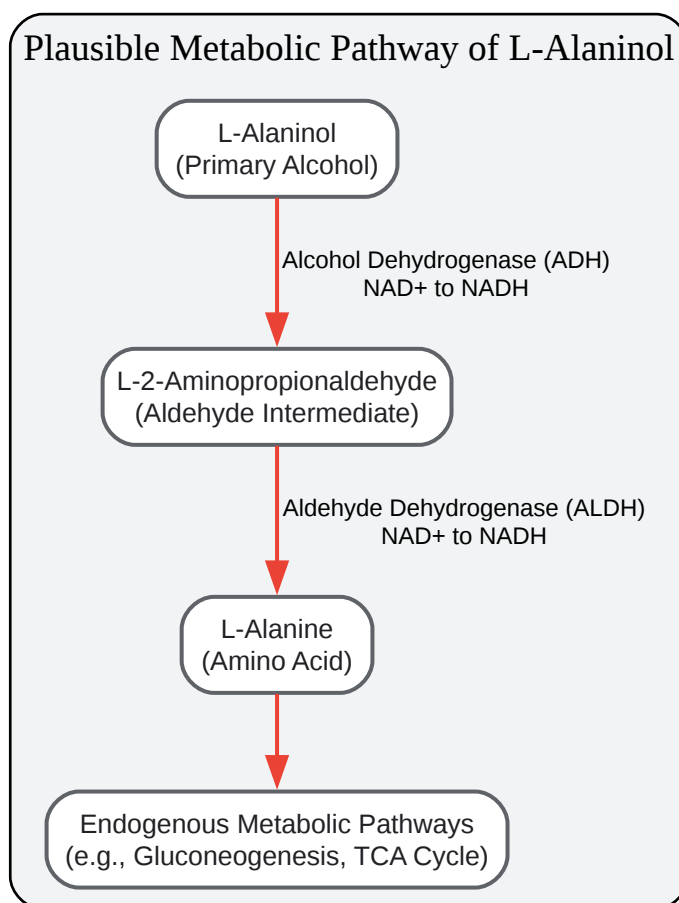 Plausible Metabolic Pathway of L-Alaninol
L-Alaninol
(Primary Alcohol)
Alcohol Dehydrogenase (ADH)
NAD+ to NADH
L-2-Aminopropionaldehyde
(Aldehyde Intermediate)
Aldehyde Dehydrogenase (ALDH)
NAD+ to NADH
L-Alanine
(Amino Acid)
Endogenous Metabolic Pathways
(e.g., Gluconeogenesis, TCA Cycle)